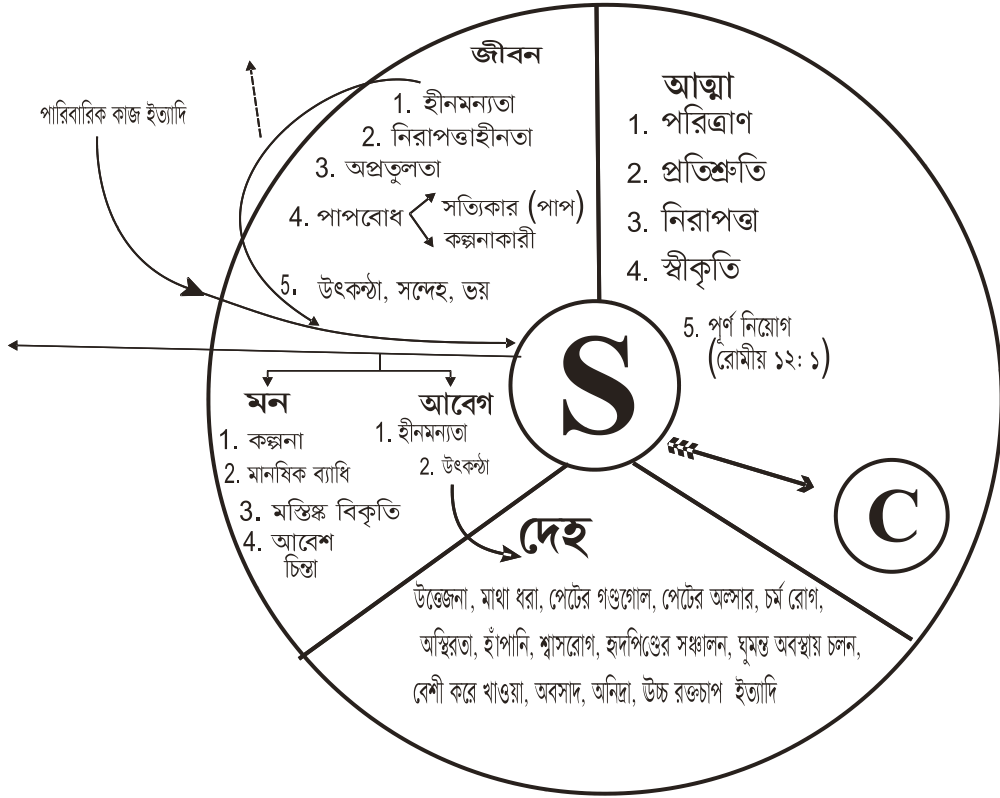 জীবন
1. হীনমন্যতা
2. নিরাপত্তাহীনতা
3. অপ্রতুলতা
4. পাপবোধ
সত্যিকার (পাপ)
কল্পনাকারী
5. উৎকন্ঠা, সন্দেহ, ভয়
পারিবারিক কাজ ইত্যাদি
আত্মা
1. পরিত্রাণ
2. প্রতিশ্রুতি
3. নিরাপত্তা
4. স্বীকৃতি
5. পূর্ণ নিয়োগ
(রোমীয় ১২ঃ ১)
S
C
মন
1. কল্পনা
2. মানষিক ব্যাধি
3. মস্তিষ্ক বিকৃতি
4. আবেশ
চিন্তা
আবেগ
1. হীনমন্যতা
2. উৎকন্ঠা
দেহ
উত্তেজনা, মাথা ধরা, পেটের গণ্ডগোল, পেটের অল্সার, চর্ম রোগ,
অস্থিরতা, হাঁপানি, শ্বাসরোগ, হৃদপিণ্ডের সঞ্চালন, ঘুমন্ত অবস্থায় চলন,
বেশী করে খাওয়া, অবসাদ, অনিদ্রা, উচ্চ রক্তচাপ ইত্যাদি